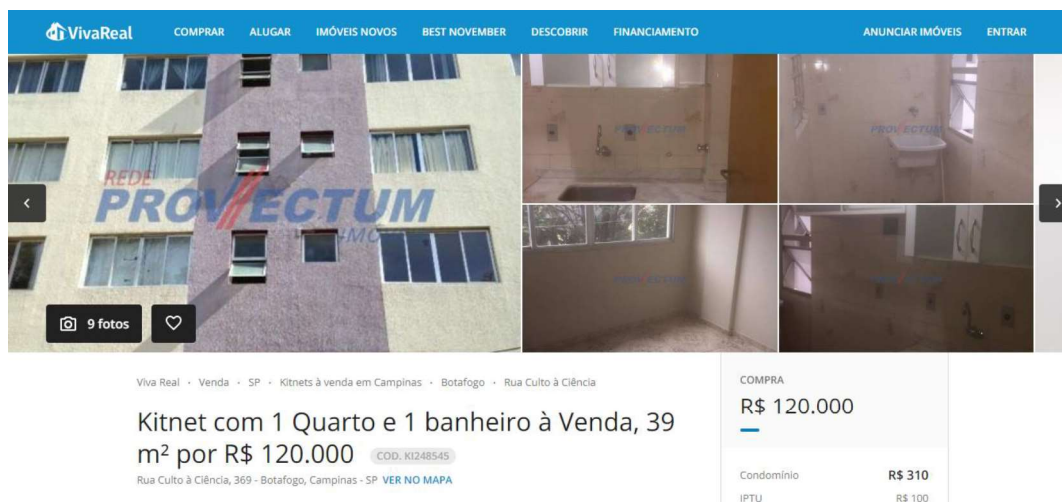 VivaReal COMPRAR ALUGAR IMÓVEIS NOVOS BEST NOVEMBER DESCOBRIR FINANCIAMENTO ANUNCIAR IMÓVEIS ENTRAR
REDE
PROVECTUM
PROVECTUM
PROVECTUM
PROVECTUM
9 fotos
Viva Real · Venda · SP · Kitnets à venda em Campinas · Botafogo · Rua Culto à Ciência
Kitnet com 1 Quarto e 1 banheiro à Venda, 39
m² por R$ 120.000 COD. KI248545
Rua Culto à Ciência, 369 - Botafogo, Campinas - SP VER NO MAPA
COMPRA
R$ 120.000
Condomínio R$ 310
IPTU R$ 100